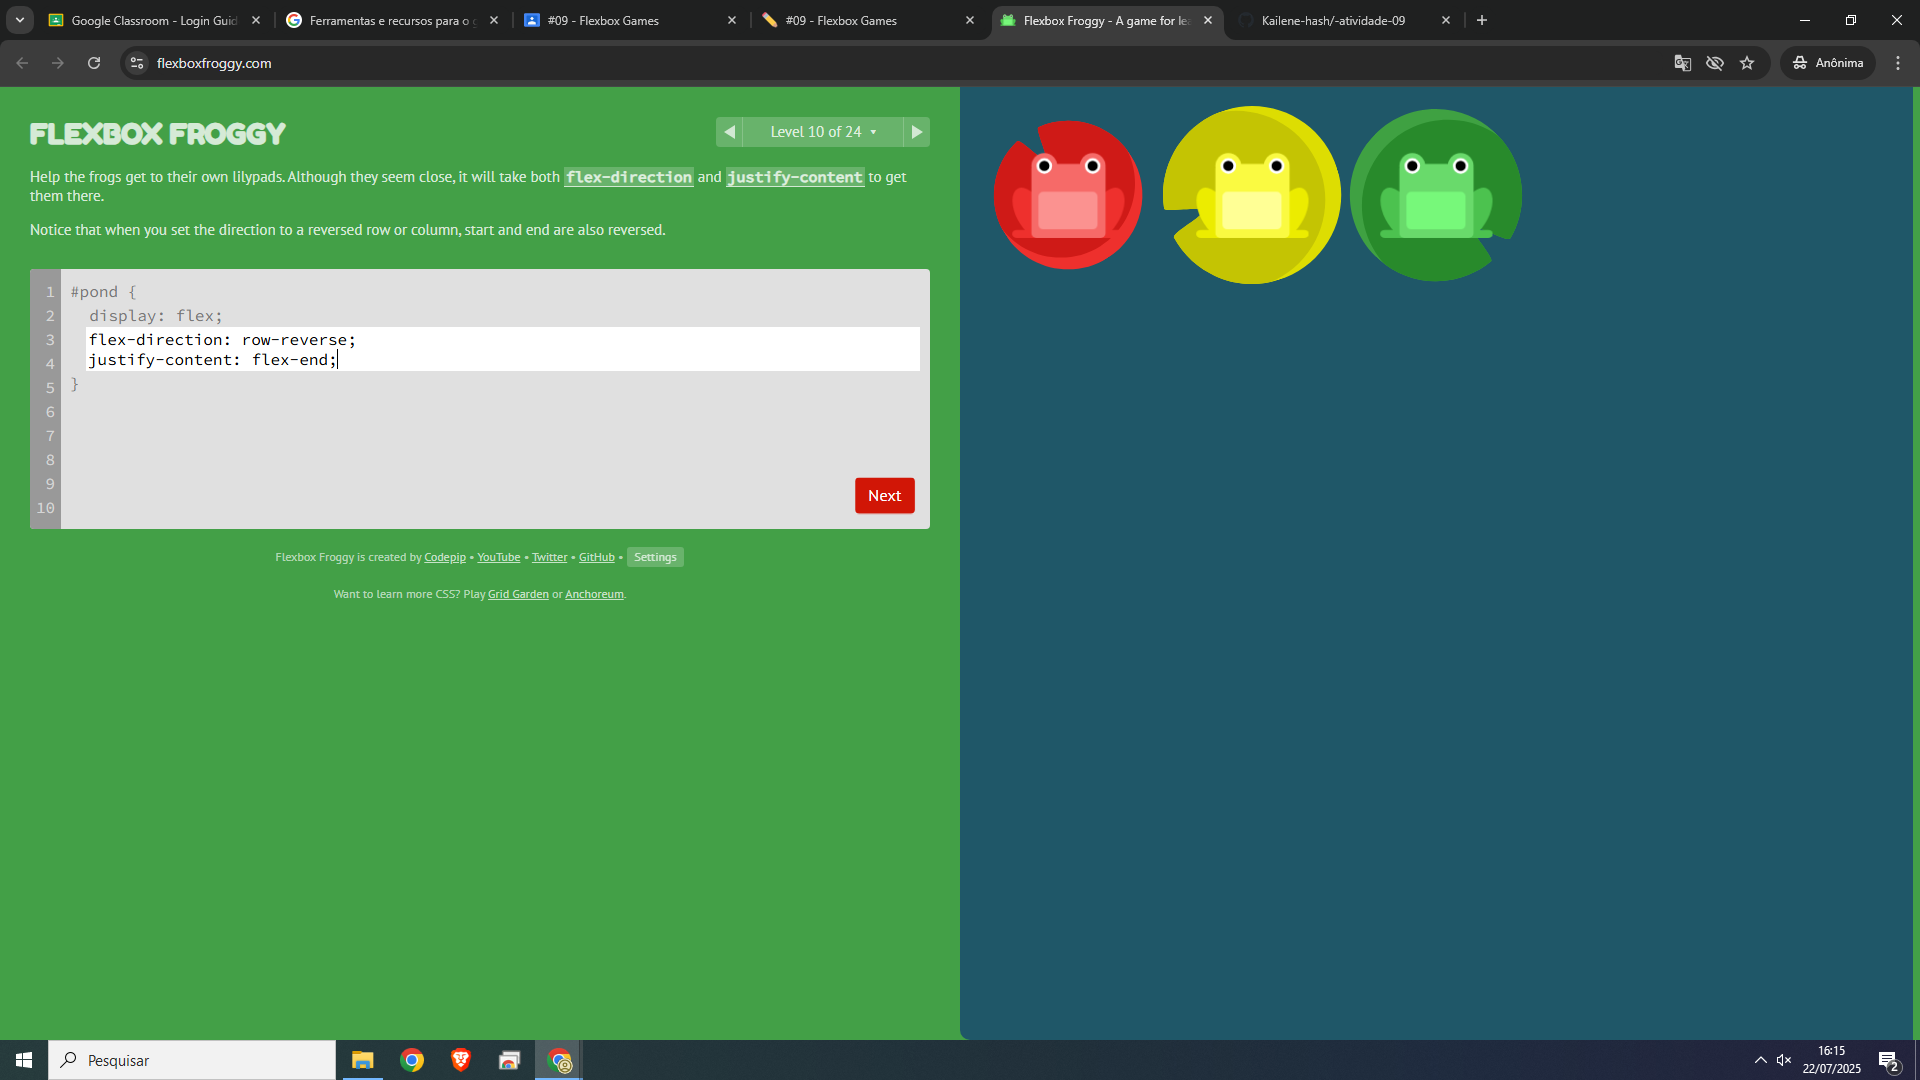 Google Classroom - Login Guid
Ferramentas e recursos para o g
#09 - Flexbox Games
#09 - Flexbox Games
Flexbox Froggy - A game for le
Kailene-hash/-atividade-09
flexboxfroggy.com
Anônima
FLEXBOX FROGGY
Level 10 of 24
Help the frogs get to their own lilypads. Although they seem close, it will take both flex-direction and justify-content to get
them there.
Notice that when you set the direction to a reversed row or column, start and end are also reversed.
1 #pond {
2 display: flex;
3 flex-direction: row-reverse;
4 justify-content: flex-end;
5 }
6
7
8
9
10
Next
Flexbox Froggy is created by Codepip • YouTube • Twitter • GitHub • Settings
Want to learn more CSS? Play Grid Garden or Anchoreum.
Pesquisar
16:15
22/07/2025
2